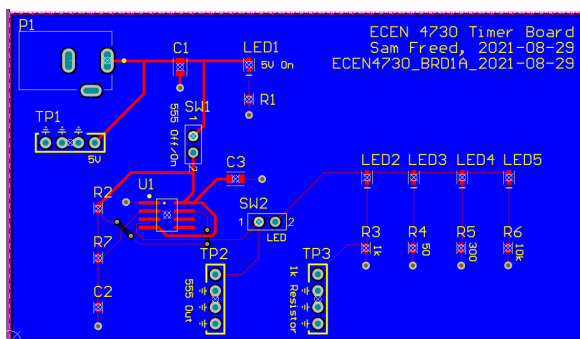 P1
ECEN 4730 Timer Board
Sam Freed, 2021-08-29
ECEN4730_BRD1A_2021-08-29
C1
LED1
5V On
R1
TP1
5V
SW1
1
2
555 Off/On
C3
LED2
LED3
LED4
LED5
U1
R2
SW2
1
2
LED
R7
R3
1k
R4
50
R5
300
R6
10k
TP2
555 Out
TP3
1k Resistor
C2